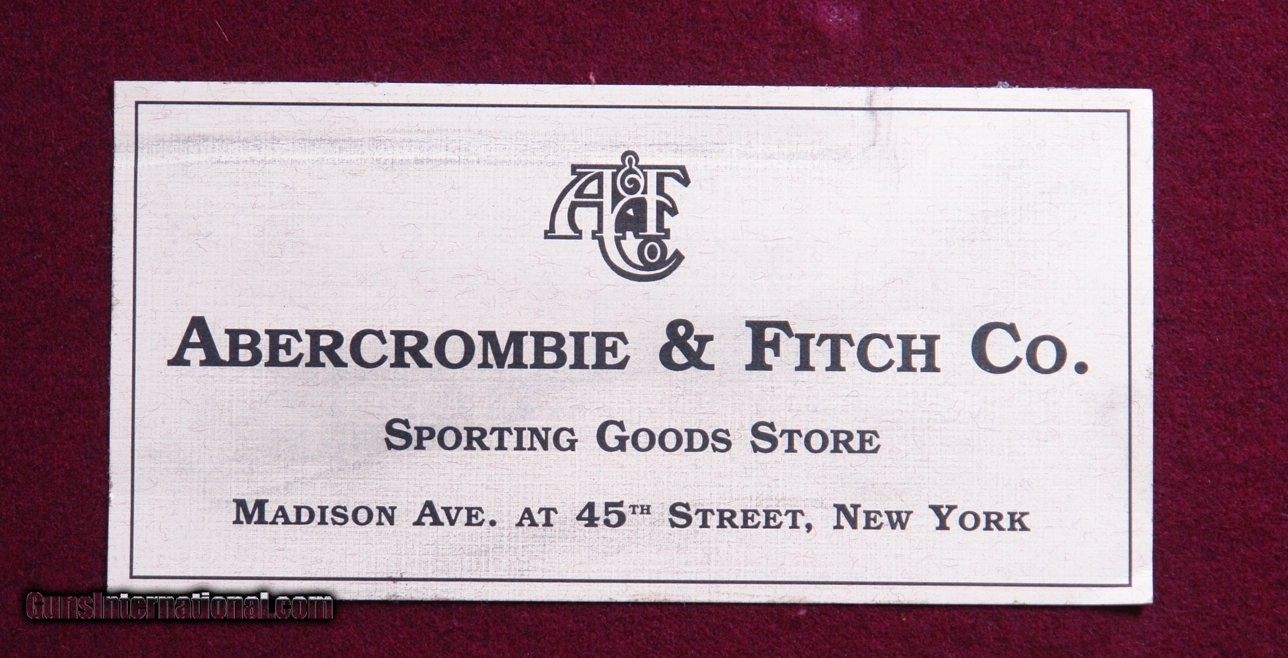 A&F Co
ABERCROMBIE & FITCH CO.
SPORTING GOODS STORE
MADISON AVE. AT 45TH STREET, NEW YORK
GunsInternational.com